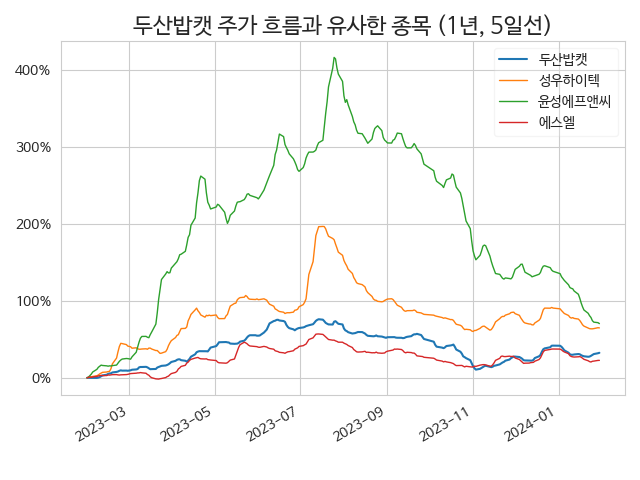 두산밥캣 주가 흐름과 유사한 종목 (1년, 5일선)
두산밥캣
성우하이텍
윤성에프앤씨
에스엘
400%
300%
200%
100%
0%
2023-03
2023-05
2023-07
2023-09
2023-11
2024-01